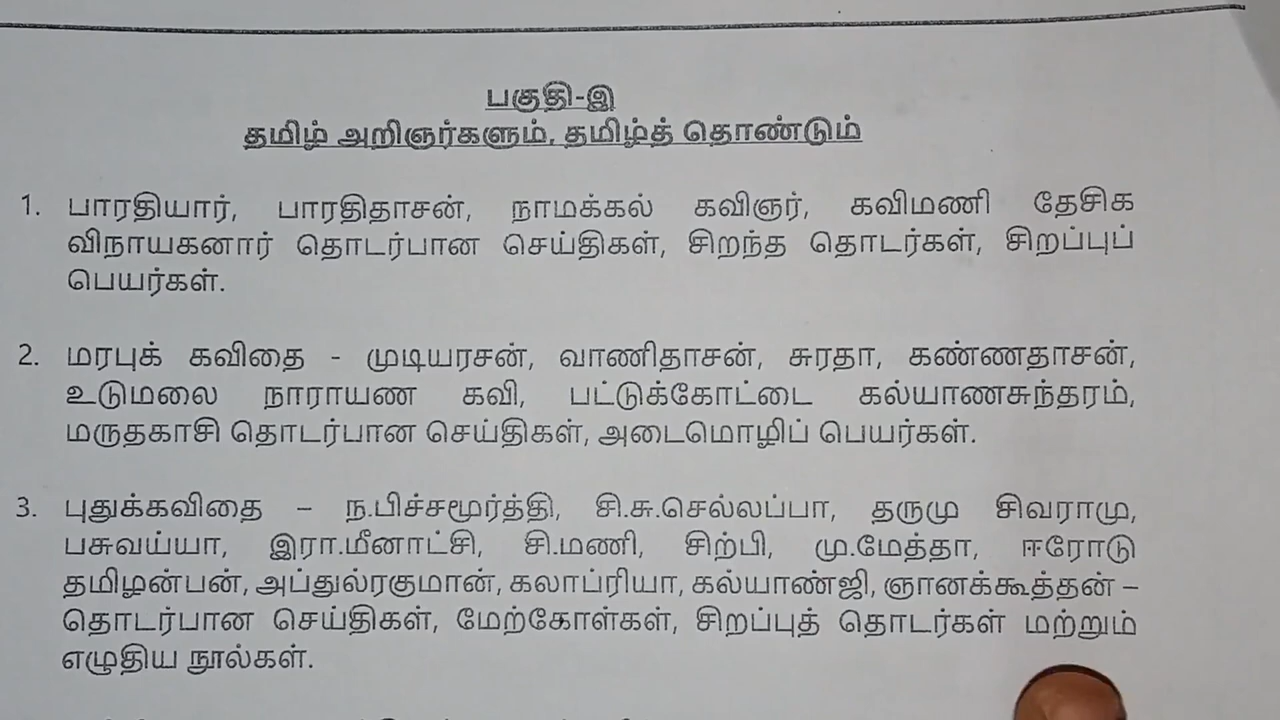 பகுதி-இ
தமிழ் அறிஞர்களும், தமிழ்த் தொண்டும்
1. பாரதியார், பாரதிதாசன், நாமக்கல் கவிஞர், கவிமணி தேசிக
விநாயகனார் தொடர்பான செய்திகள், சிறந்த தொடர்கள், சிறப்புப்
பெயர்கள்.
2. மரபுக் கவிதை - முடியரசன், வாணிதாசன், சுரதா, கண்ணதாசன்,
உடுமலை நாராயண கவி, பட்டுக்கோட்டை கல்யாணசுந்தரம்,
மருதகாசி தொடர்பான செய்திகள், அடைமொழிப் பெயர்கள்.
3. புதுக்கவிதை – ந.பிச்சமூர்த்தி, சி.சு.செல்லப்பா, தருமு சிவராமு,
பசுவய்யா, இரா.மீனாட்சி, சி.மணி, சிற்பி, மு.மேத்தா, ஈரோடு
தமிழன்பன், அப்துல்ரகுமான், கலாப்ரியா, கல்யாண்ஜி, ஞானக்கூத்தன் –
தொடர்பான செய்திகள், மேற்கோள்கள், சிறப்புத் தொடர்கள் மற்றும்
எழுதிய நூல்கள்.